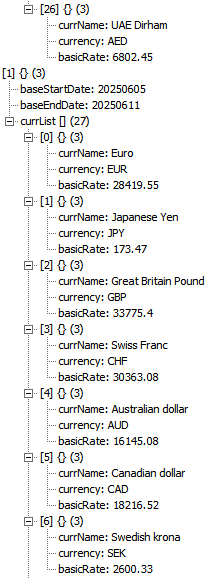 [26] {} (3)
currName: UAE Dirham
currency: AED
basicRate: 6802.45
[1] {} (3)
baseStartDate: 20250605
baseEndDate: 20250611
currList [] (27)
[0] {} (3)
currName: Euro
currency: EUR
basicRate: 28419.55
[1] {} (3)
currName: Japanese Yen
currency: JPY
basicRate: 173.47
[2] {} (3)
currName: Great Britain Pound
currency: GBP
basicRate: 33775.4
[3] {} (3)
currName: Swiss Franc
currency: CHF
basicRate: 30363.08
[4] {} (3)
currName: Australian dollar
currency: AUD
basicRate: 16145.08
[5] {} (3)
currName: Canadian dollar
currency: CAD
basicRate: 18216.52
[6] {} (3)
currName: Swedish krona
currency: SEK
basicRate: 2600.33